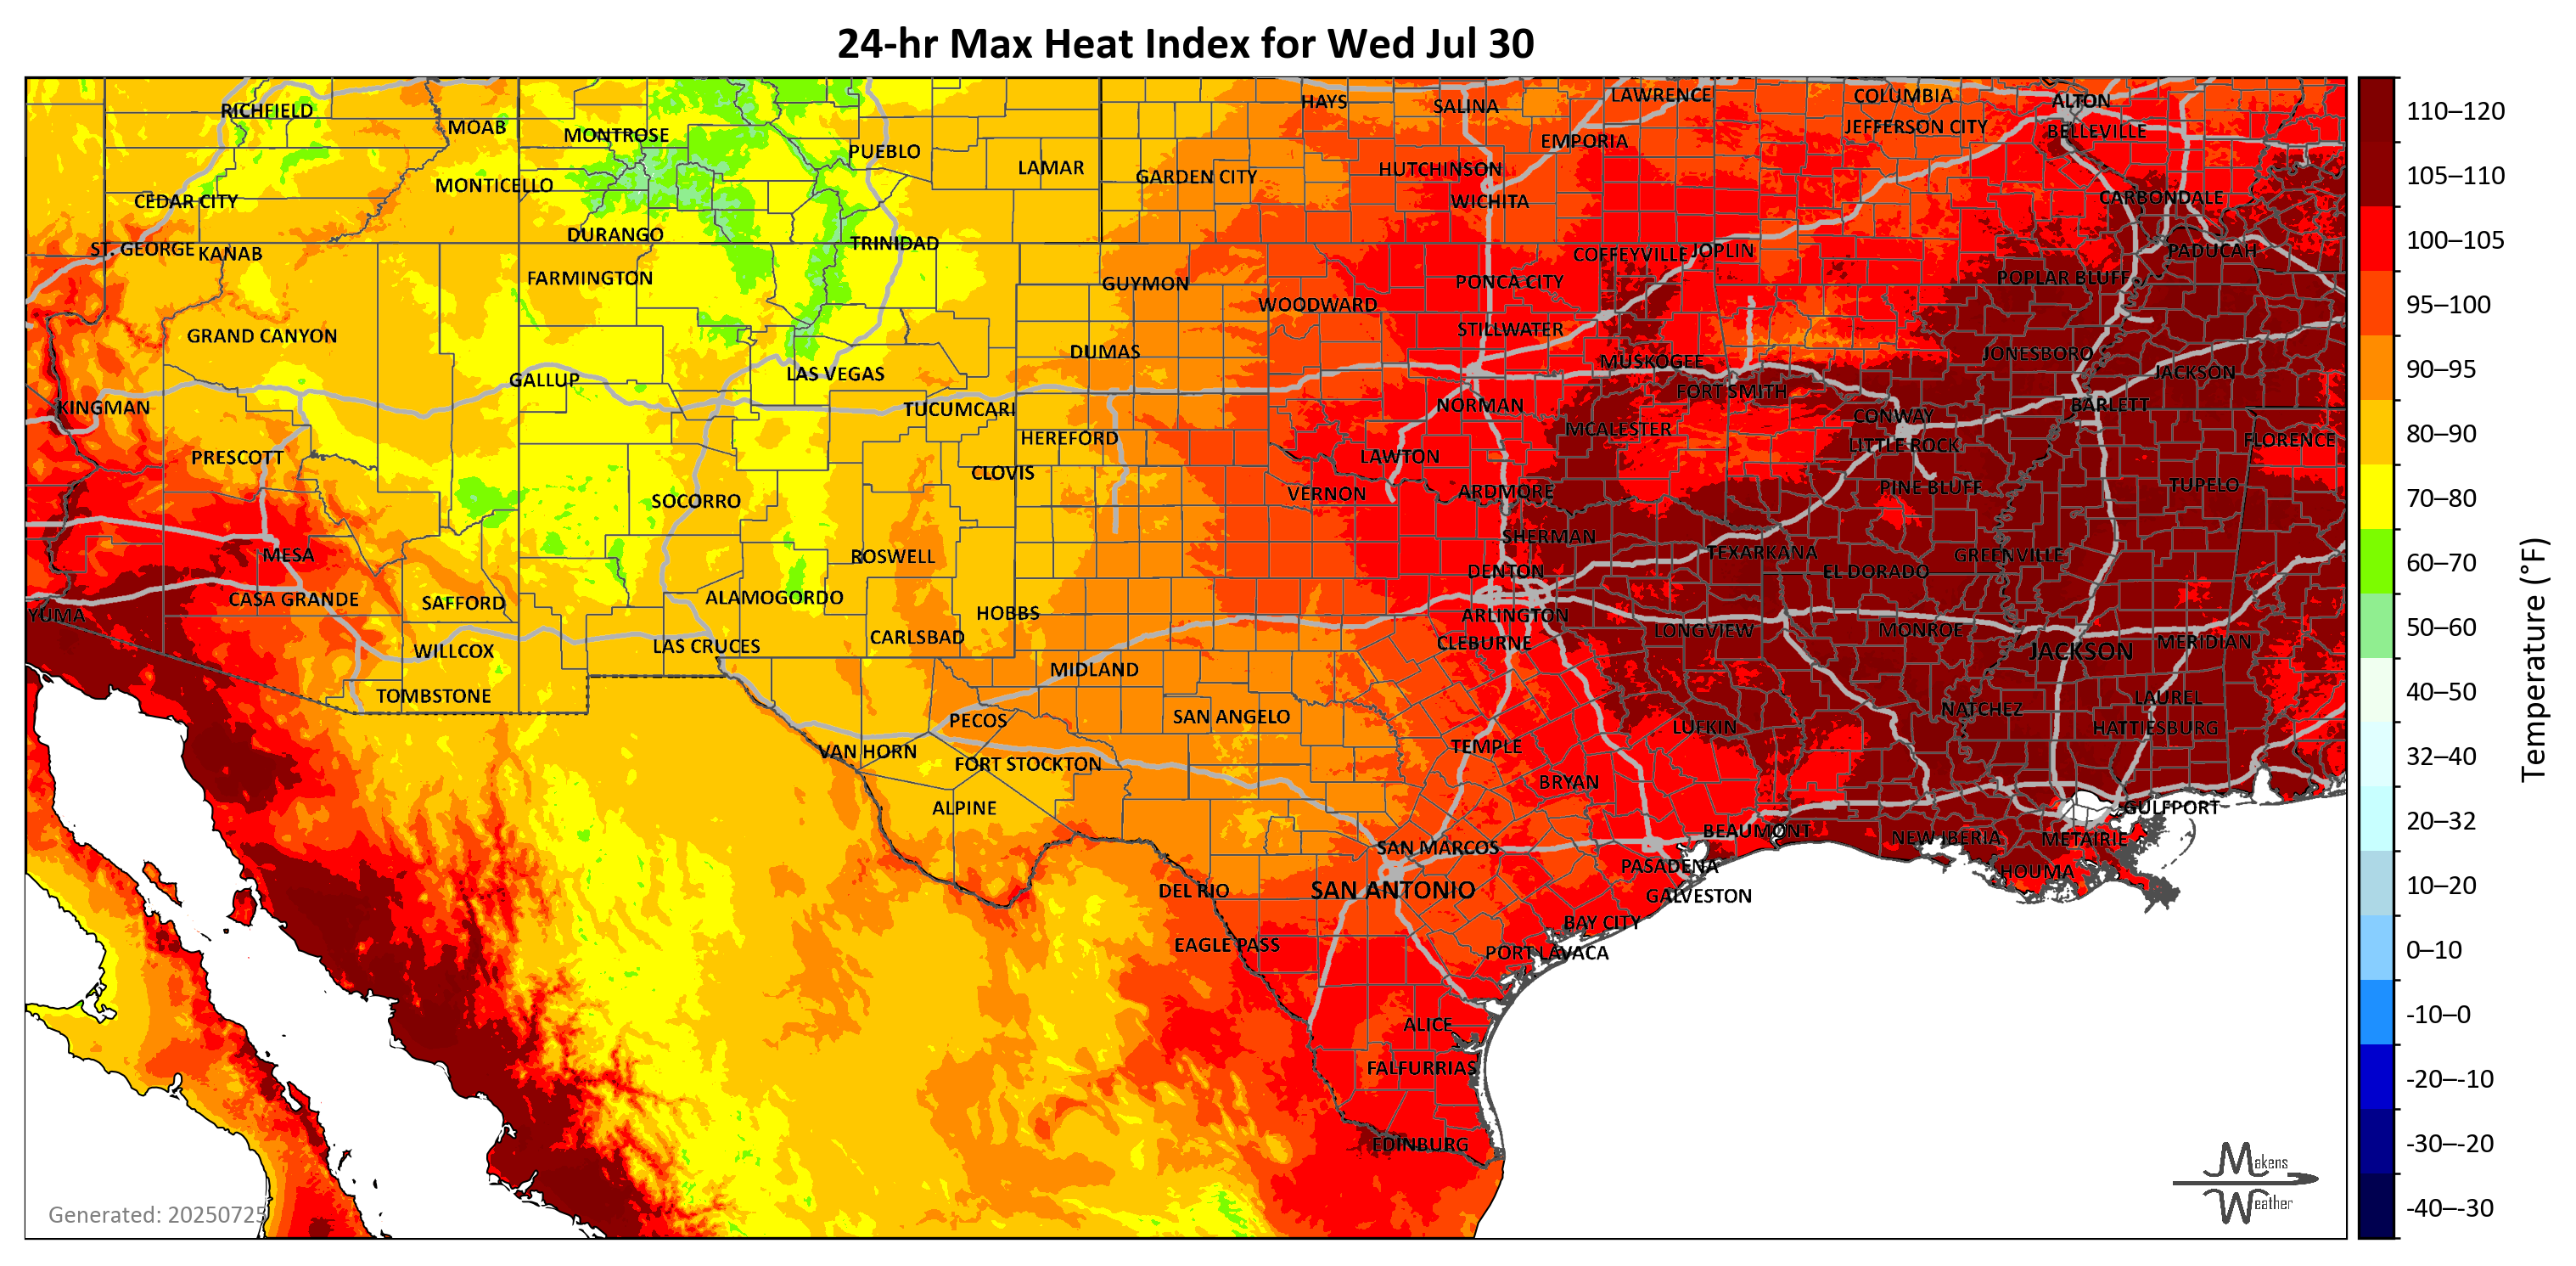 24-hr Max Heat Index for Wed Jul 30
RICHFIELD
MOAB
MONTROSE
PUEBLO
LAMAR
HAYS
SALINA
LAWRENCE
COLUMBIA
ALTON
GARDEN CITY
HUTCHINSON
EMPORIA
JEFFERSON CITY
BELLEVILLE
CEDAR CITY
MONTICELLO
WICHITA
CARBONDALE
ST. GEORGE
KANAB
DURANGO
TRINIDAD
COFFEYVILLE
JOPLIN
PADUCAH
FARMINGTON
GUYMON
WOODWARD
PONCA CITY
POPLAR BLUFF
GRAND CANYON
DUMAS
STILLWATER
MUSKOGEE
JONESBORO
GALLUP
LAS VEGAS
FORT SMITH
JACKSON
KINGMAN
TUCUMCARI
NORMAN
CONWAY
BARLETT
PRESCOTT
HEREFORD
LAWTON
MCALESTER
LITTLE ROCK
FLORENCE
SOCORRO
CLOVIS
VERNON
ARDMORE
PINE BLUFF
TUPELO
MESA
ROSWELL
SHERMAN
TEXARKANA
GREENVILLE
DENTON
EL DORADO
YUMA
CASA GRANDE
SAFFORD
ALAMOGORDO
HOBBS
ARLINGTON
WILLCOX
LAS CRUCES
CARLSBAD
CLEBURNE
LONGVIEW
MONROE
JACKSON
MERIDIAN
TOMBSTONE
MIDLAND
PECOS
SAN ANGELO
LUFKIN
NATCHEZ
LAUREL
HATTIESBURG
VAN HORN
FORT STOCKTON
TEMPLE
BRYAN
ALPINE
GULFPORT
SAN MARCOS
BEAUMONT
NEW IBERIA
METAIRIE
DEL RIO
SAN ANTONIO
PASADENA
HOUMA
GALVESTON
EAGLE PASS
BAY CITY
PORT LAVACA
ALICE
FALFURRIAS
EDINBURG
Generated: 20250725
Makens
Weather
110–120
105–110
100–105
95–100
90–95
80–90
70–80
60–70
50–60
40–50
32–40
20–32
10–20
0–10
-10–0
-20–-10
-30–-20
-40–-30
Temperature (°F)